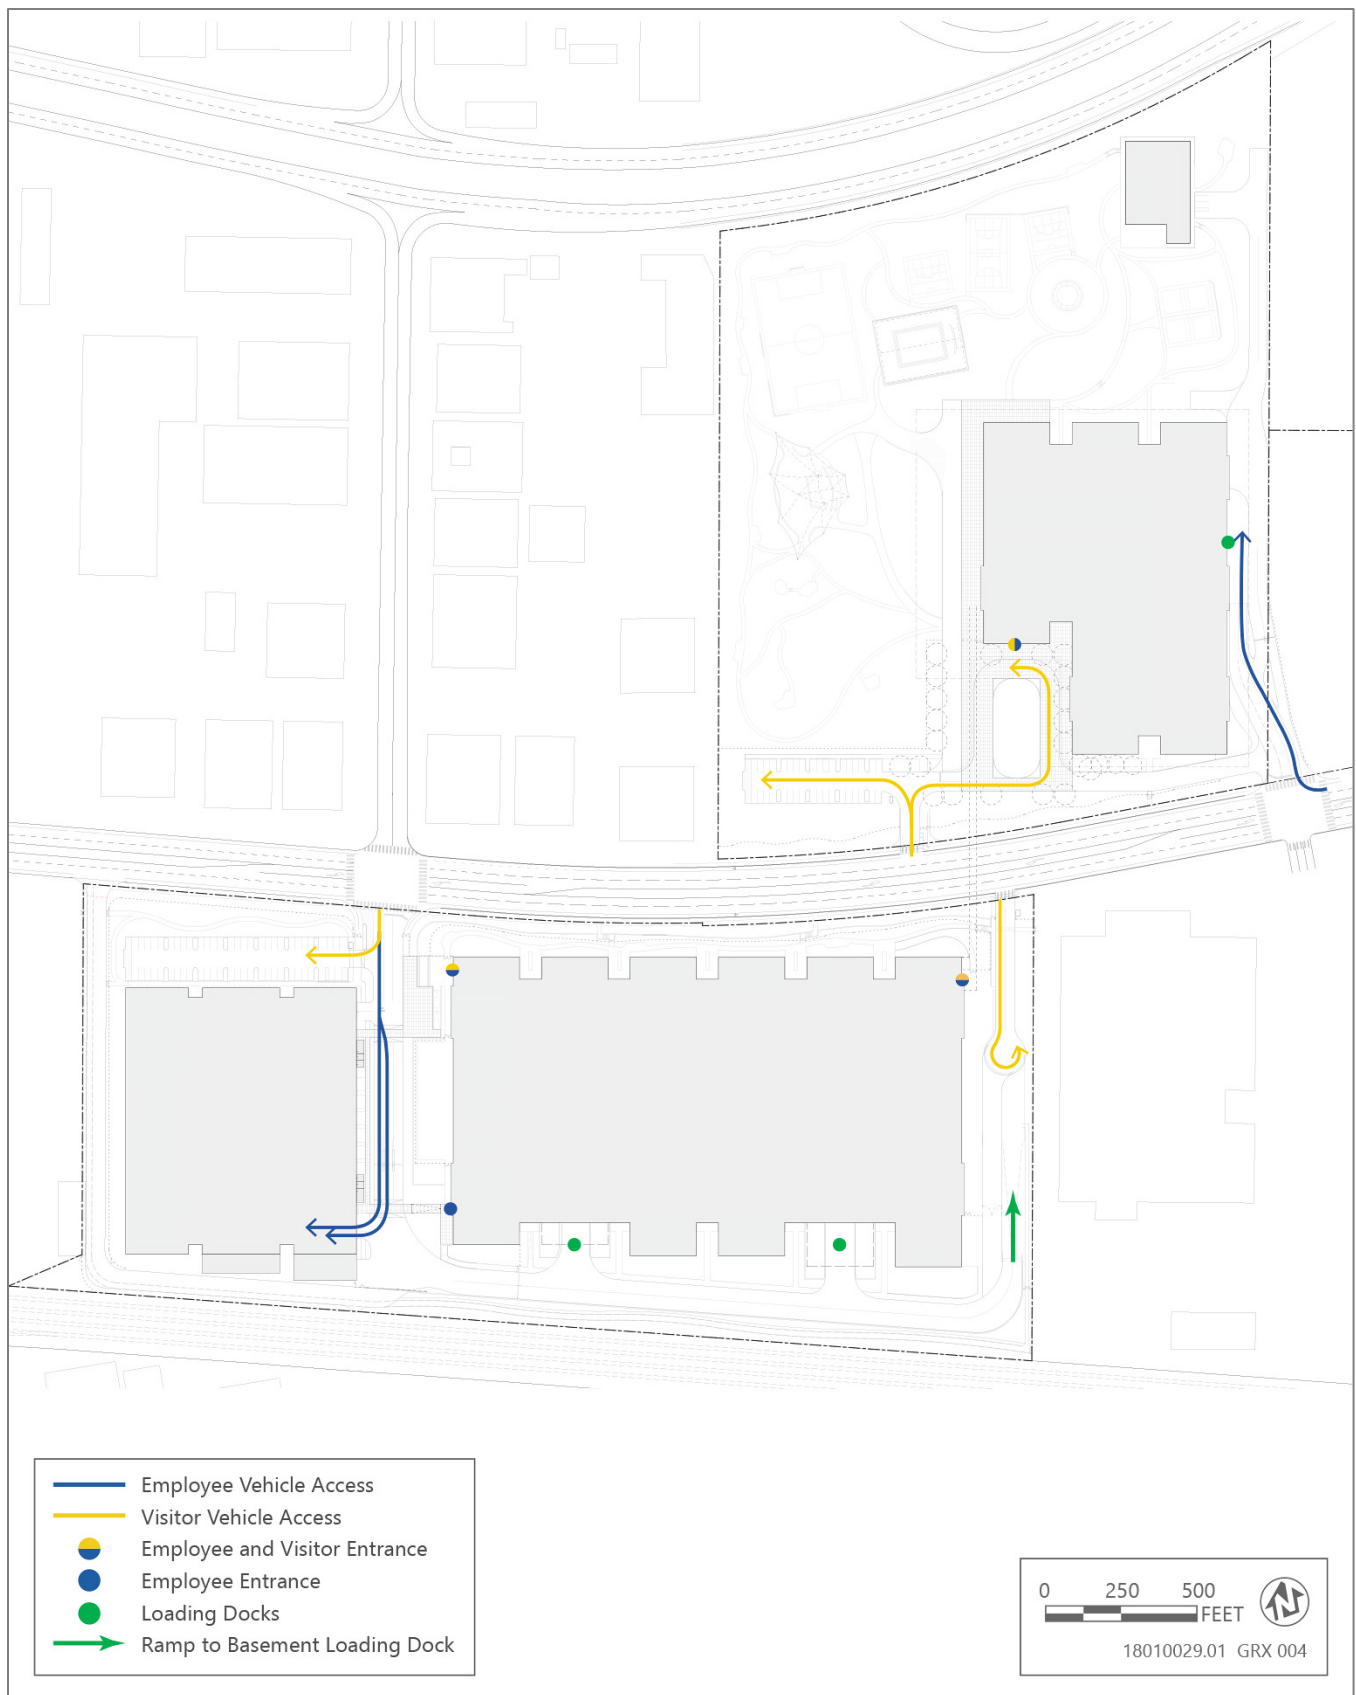 Employee Vehicle Access
Visitor Vehicle Access
Employee and Visitor Entrance
Employee Entrance
Loading Docks
Ramp to Basement Loading Dock
0 250 500
FEET
N
18010029.01 GRX 004